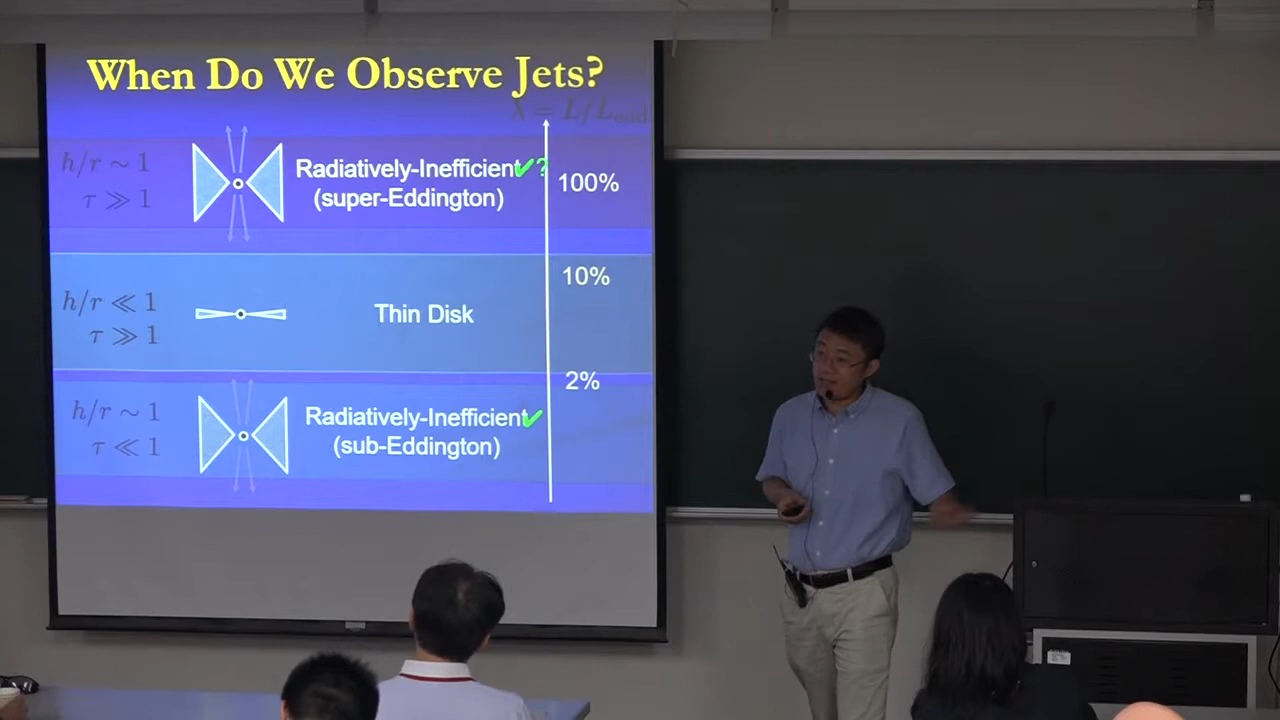 When Do We Observe Jets?
λ = L/Ledd
h/r ∼ 1
τ ≫ 1
Radiatively-Inefficient ✔?
(super-Eddington)
100%
10%
h/r ≪ 1
τ ≫ 1
Thin Disk
2%
h/r ∼ 1
τ ≪ 1
Radiatively-Inefficient ✔
(sub-Eddington)